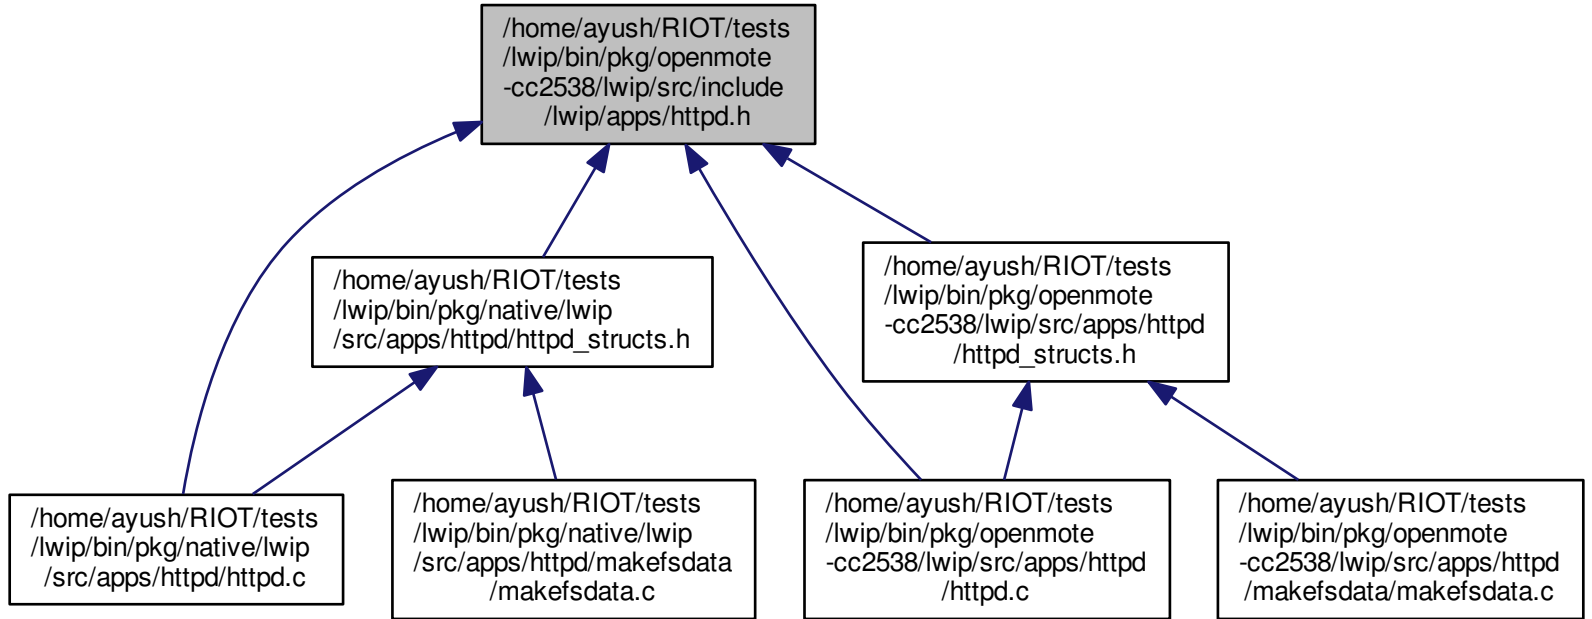 /home/ayush/RIOT/tests
/lwip/bin/pkg/openmote
-cc2538/lwip/src/include
/lwip/apps/httpd.h
/home/ayush/RIOT/tests
/lwip/bin/pkg/native/lwip
/src/apps/httpd/httpd_structs.h
/home/ayush/RIOT/tests
/lwip/bin/pkg/openmote
-cc2538/lwip/src/apps/httpd
/httpd_structs.h
/home/ayush/RIOT/tests
/lwip/bin/pkg/native/lwip
/src/apps/httpd/httpd.c
/home/ayush/RIOT/tests
/lwip/bin/pkg/native/lwip
/src/apps/httpd/makefsdata
/makefsdata.c
/home/ayush/RIOT/tests
/lwip/bin/pkg/openmote
-cc2538/lwip/src/apps/httpd
/httpd.c
/home/ayush/RIOT/tests
/lwip/bin/pkg/openmote
-cc2538/lwip/src/apps/httpd
/makefsdata/makefsdata.c